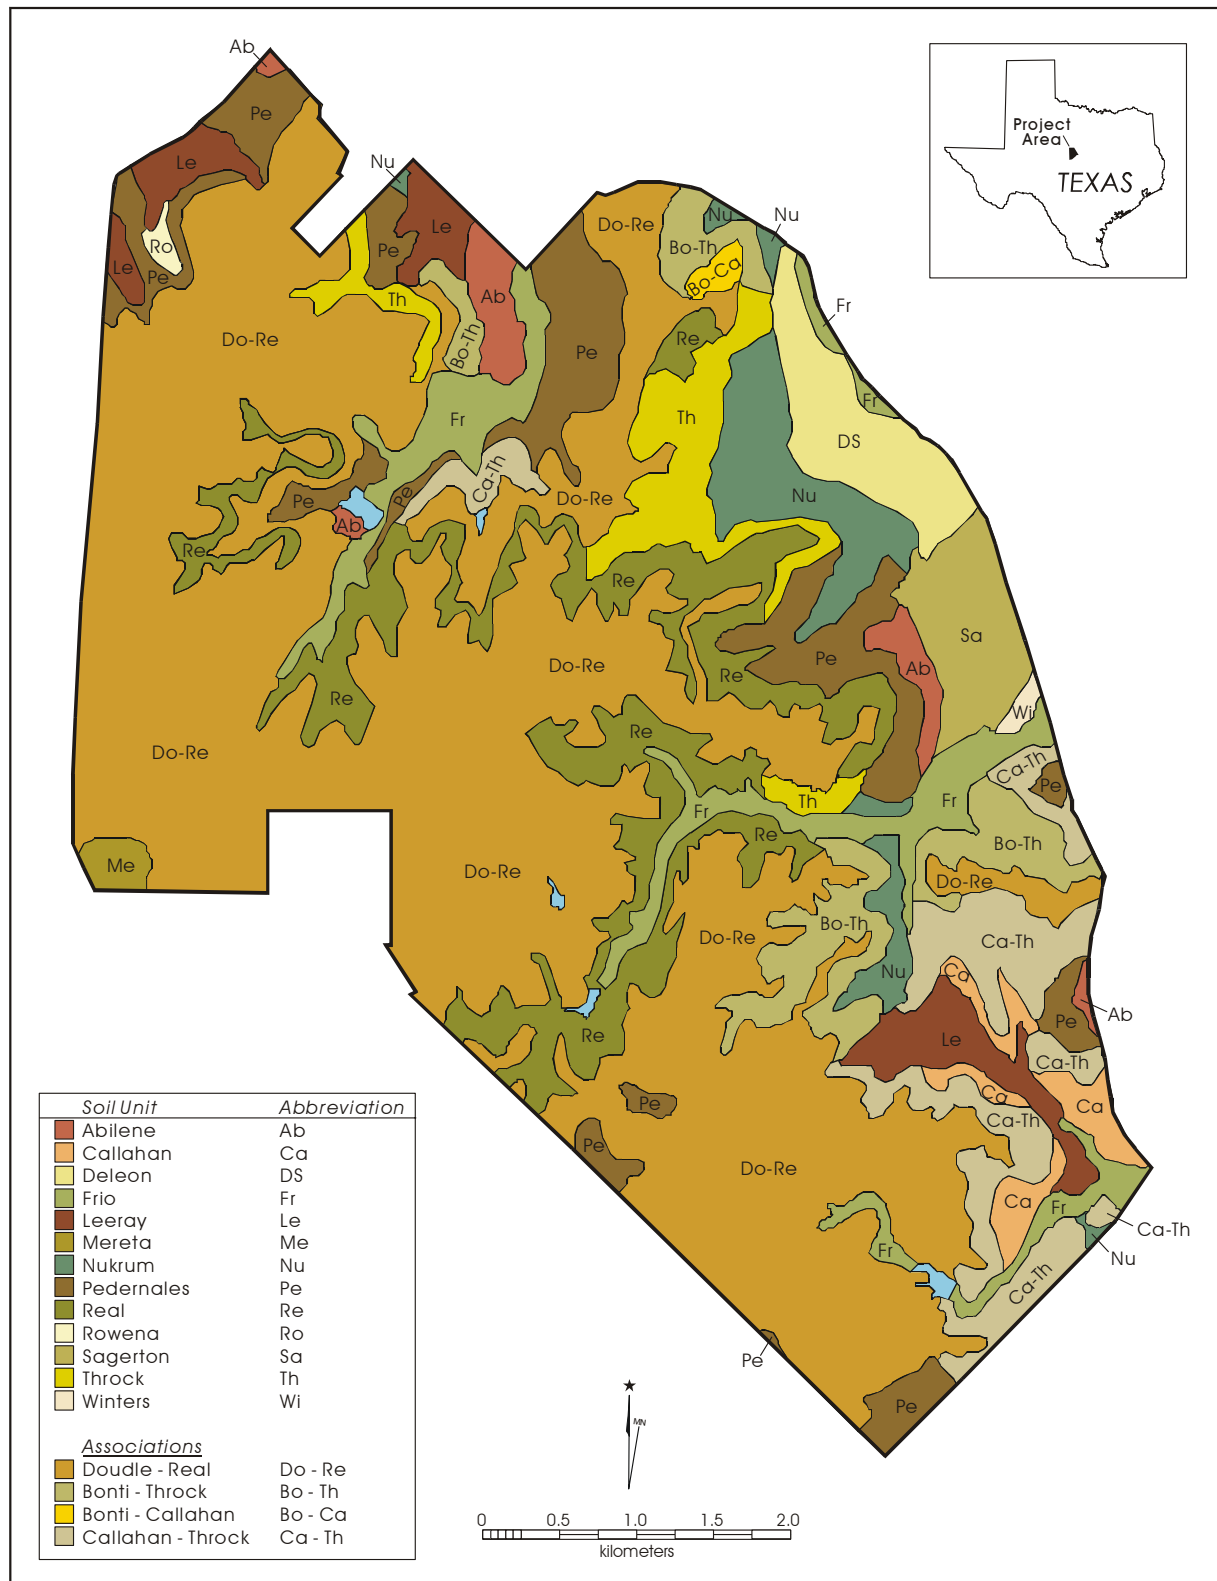 Ab
Pe
Project
Area
TEXAS
Le
Nu
Ro
Le
Pe
Pe
Le
Do-Re
Nu
Nu
Bo-Th
Bo-Ca
Th
Ab
Fr
Do-Re
Bo-Th
Re
Pe
Fr
Fr
Th
DS
Ca-Th
Pe
Pe
Do-Re
Nu
Ab
Re
Re
Sa
Do-Re
Pe
Ab
Re
Re
Wi
Re
Do-Re
Ca-Th
Pe
Th
Fr
Fr
Re
Bo-Th
Me
Do-Re
Do-Re
Bo-Th
Do-Re
Ca-Th
Nu
Ca
Ab
Pe
Re
Le
Ca-Th
Ca
Pe
Ca
Ca-Th
Pe
Do-Re
Ca
Fr
Ca-Th
Fr
Nu
Ca-Th
Pe
Pe
Soil Unit Abbreviation
Abilene Ab
Callahan Ca
Deleon DS
Frio Fr
Leeray Le
Mereta Me
Nukrum Nu
Pedernales Pe
Real Re
Rowena Ro
Sagerton Sa
Throck Th
Winters Wi
Associations
Doudle - Real Do - Re
Bonti - Throck Bo - Th
Bonti - Callahan Bo - Ca
Callahan - Throck Ca - Th
MN
0 0.5 1.0 1.5 2.0
kilometers